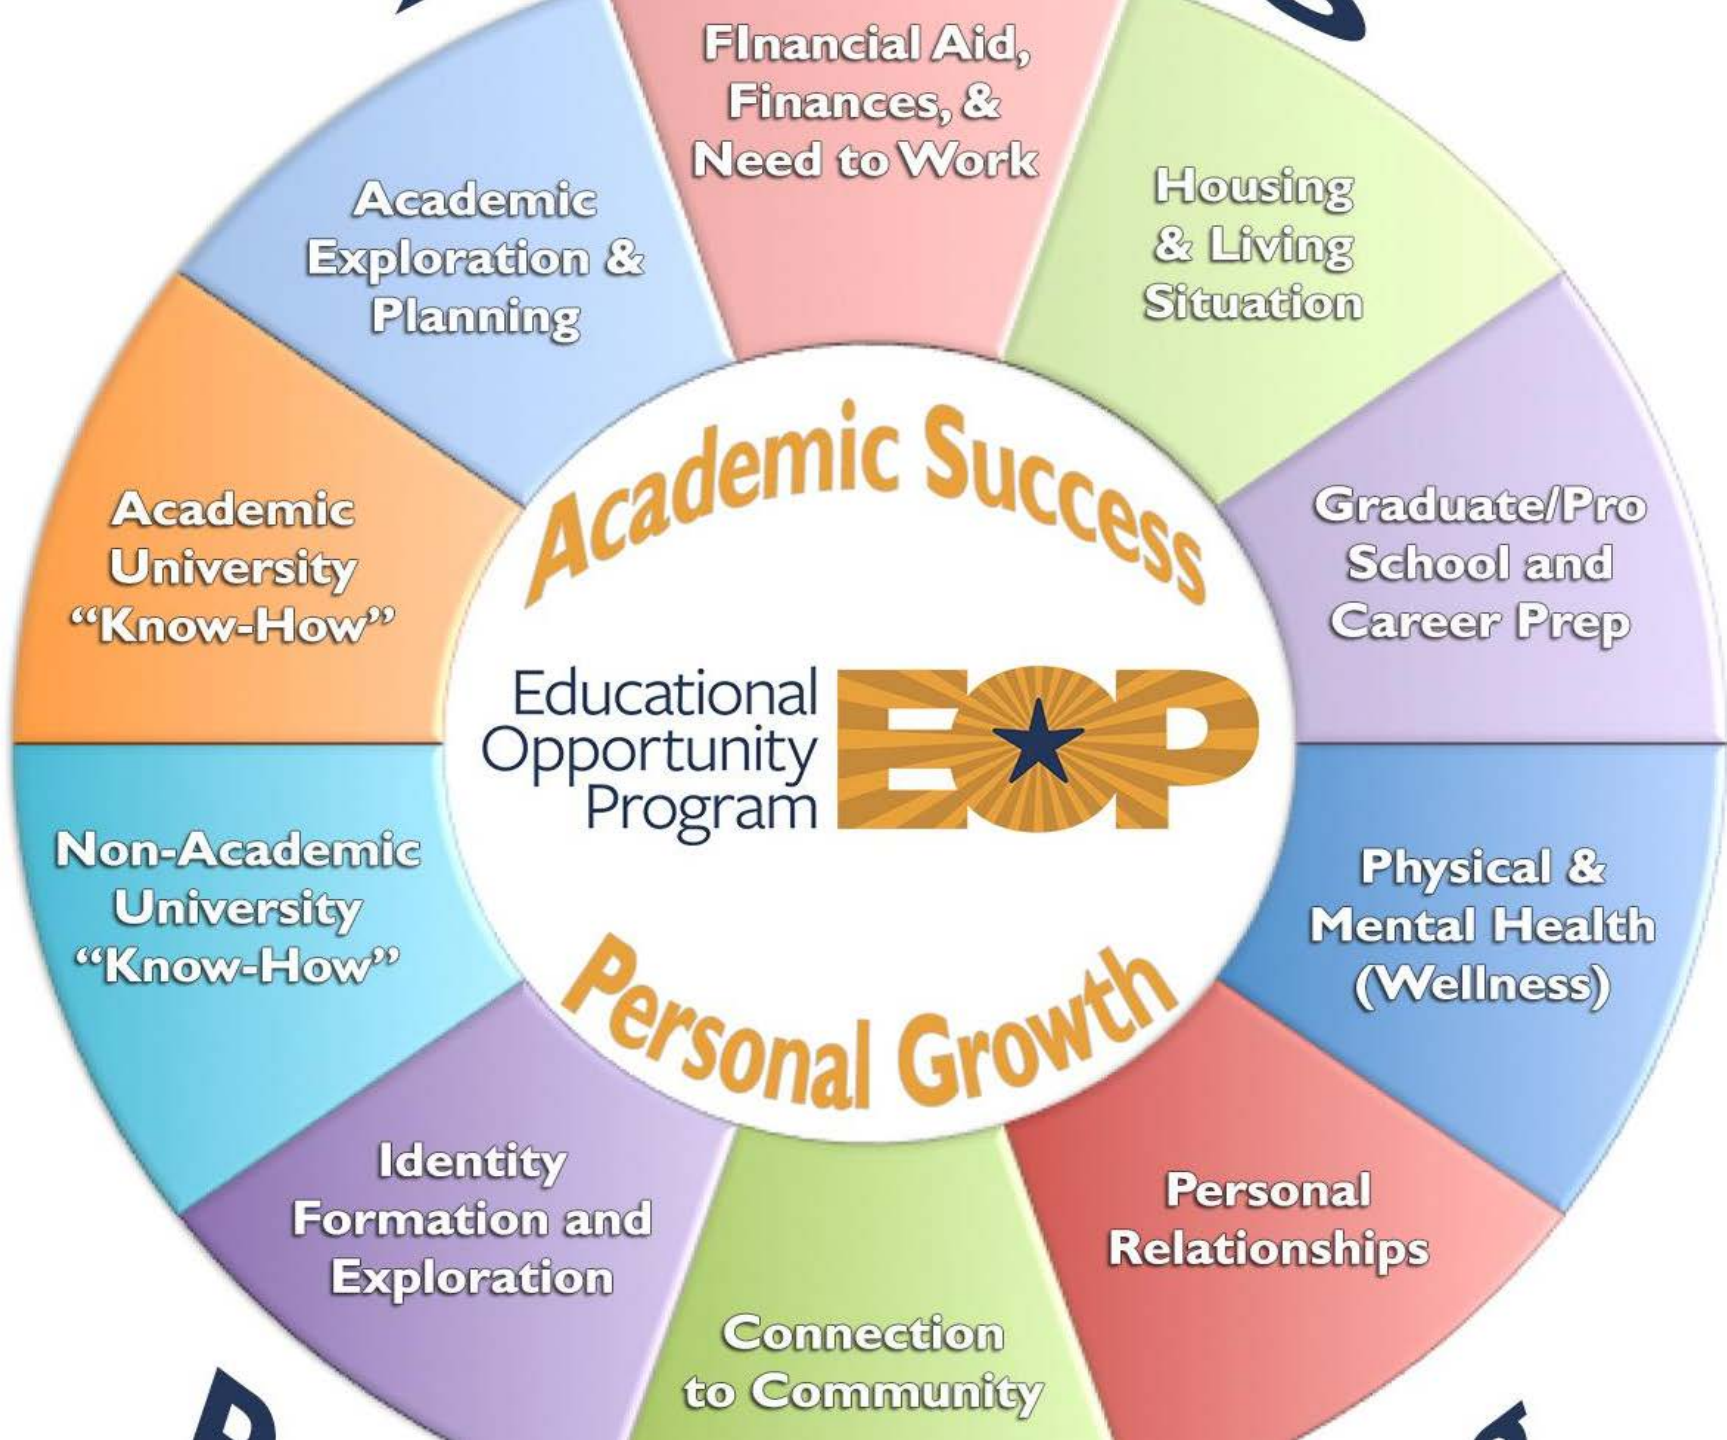 FInancial Aid,
Finances, &
Need to Work
Housing
& Living
Situation
Graduate/Pro
School and
Career Prep
Physical &
Mental Health
(Wellness)
Personal
Relationships
Connection
to Community
Identity
Formation and
Exploration
Non-Academic
University
“Know-How”
Academic
University
“Know-How”
Academic
Exploration &
Planning
Academic Success
Educational
Opportunity
Program
EOP
Personal Growth